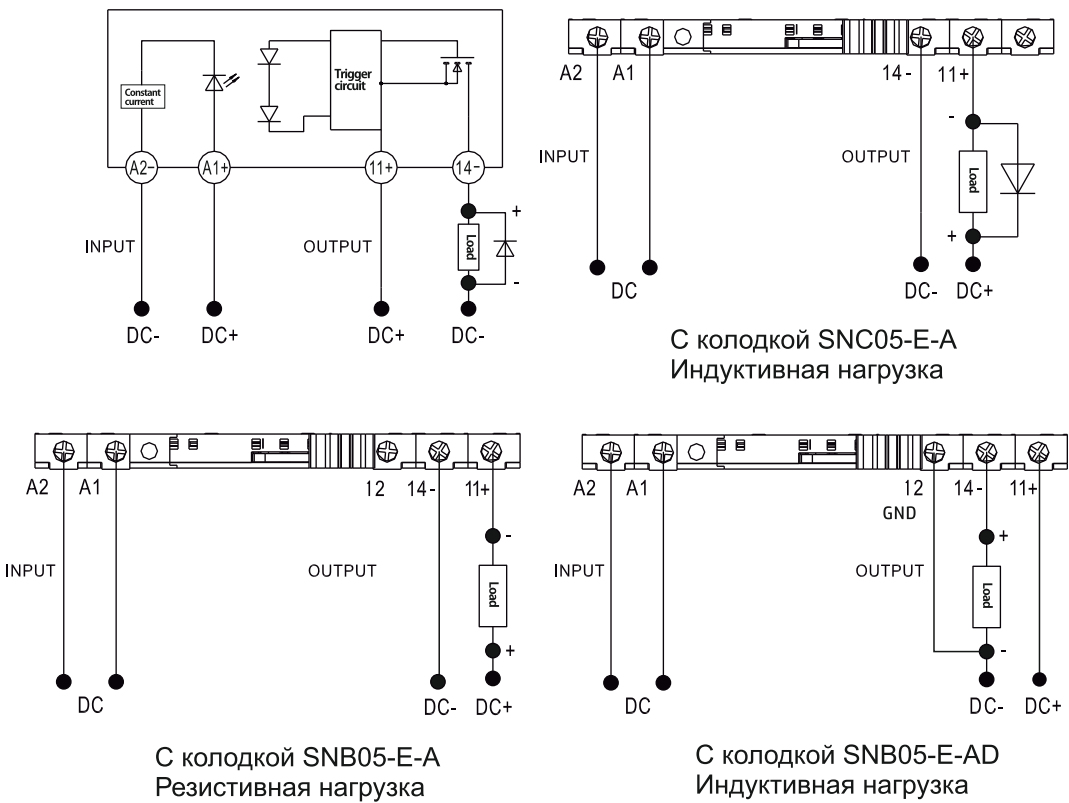 Constant
current
Trigger
circuit
A2-
A1+
11+
14-
INPUT
OUTPUT
Load
+
-
DC-
DC+
DC+
DC-
A2
A1
14-
11+
INPUT
OUTPUT
-
Load
+
DC
DC-
DC+
С колодкой SNC05-E-A
Индуктивная нагрузка
A2
A1
12
14-
11+
INPUT
OUTPUT
-
Load
+
DC
DC-
DC+
С колодкой SNB05-E-A
Резистивная нагрузка
A2
A1
12
14-
11+
GND
INPUT
OUTPUT
+
Load
-
DC
DC-
DC+
С колодкой SNB05-E-AD
Индуктивная нагрузка